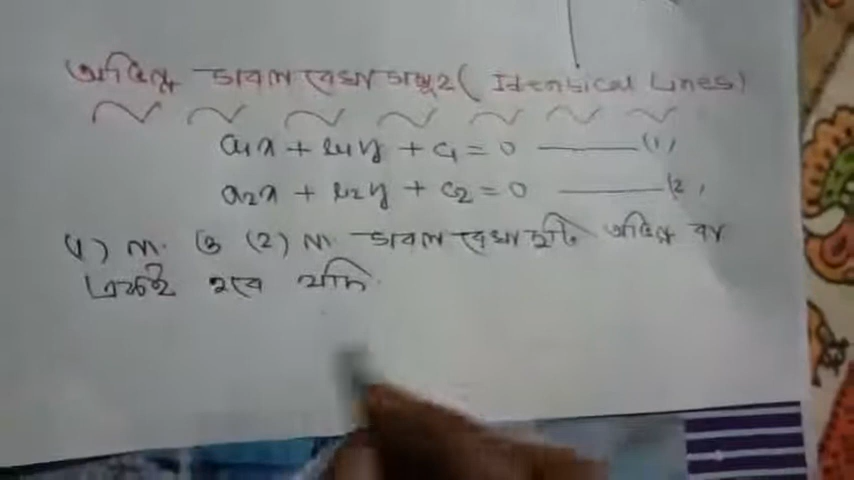 অভিন্ন সরল রেখাসমূহ (Identical Lines)
a₁x + b₁y + c₁ = 0 ——— (1)
a₂x + b₂y + c₂ = 0 ——— (2)
(1) নং ও (2) নং সরল রেখা দুটি অভিন্ন বা
একই হবে যদি